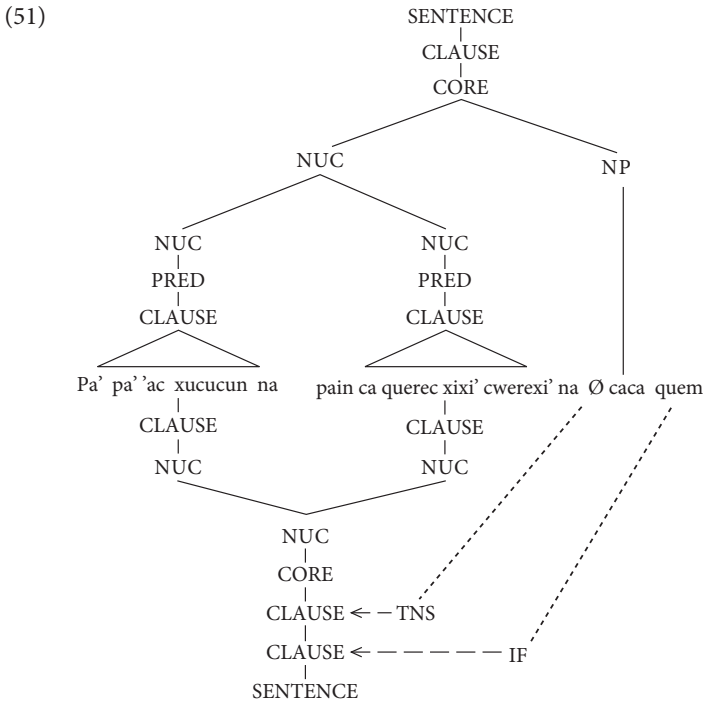 (51)
SENTENCE
CLAUSE
CORE
NUC NP
NUC NUC
PRED PRED
CLAUSE CLAUSE
Pa’ pa’ ’ac xucucun na pain ca querec xixi’ cwerexi’ na Ø caca quem
CLAUSE CLAUSE
NUC NUC
NUC
CORE
CLAUSE TNS
CLAUSE IF
SENTENCE